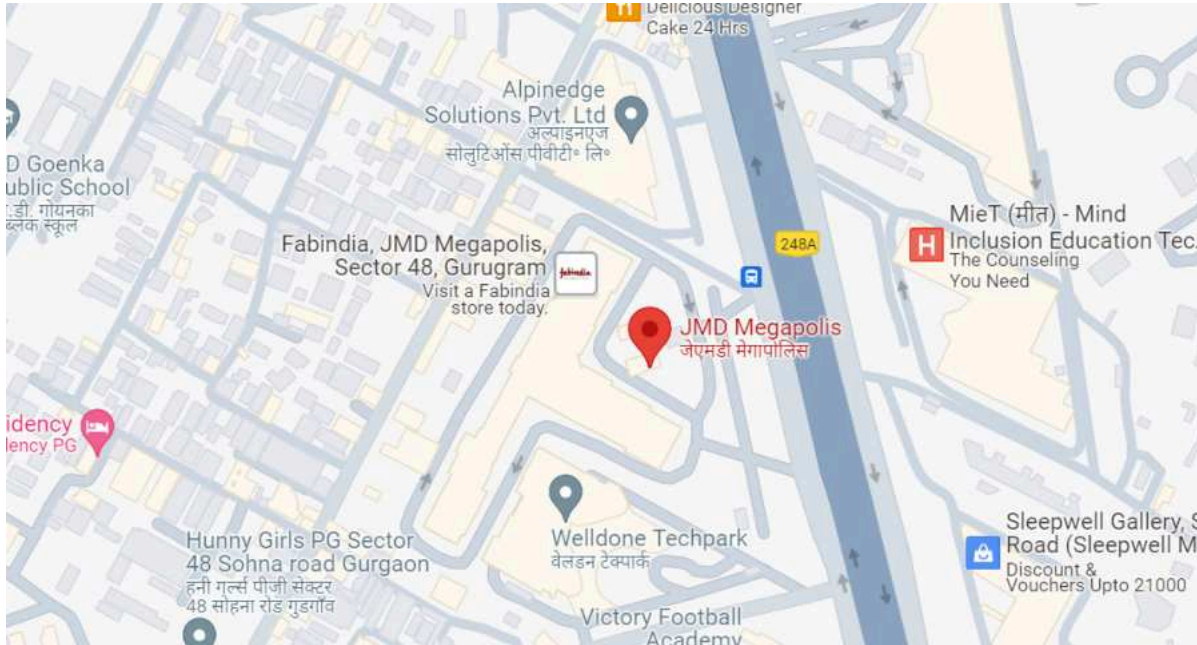 Delicious Designer
Cake 24 Hrs
Alpinedge
Solutions Pvt. Ltd
अल्पाइनएज
सोलुटिओंस पीवीटी॰ लि॰
D Goenka
ublic School
.डी. गोयनका
ब्लिक स्कूल
Fabindia, JMD Megapolis,
Sector 48, Gurugram
Visit a Fabindia
store today.
fabindia
248A
MieT (मीत) - Mind
Inclusion Education Tec.
The Counseling
You Need
H
JMD Megapolis
जेएमडी मेगापोलिस
idency
dency PG
Welldone Techpark
वेलडन टेक्पार्क
Hunny Girls PG Sector
48 Sohna road Gurgaon
हनी गर्ल्स पीजी सेक्टर
48 सोहना रोड गुडगाँव
Sleepwell Gallery, S
Road (Sleepwell M
Discount &
Vouchers Upto 21000
Victory Football
Academy